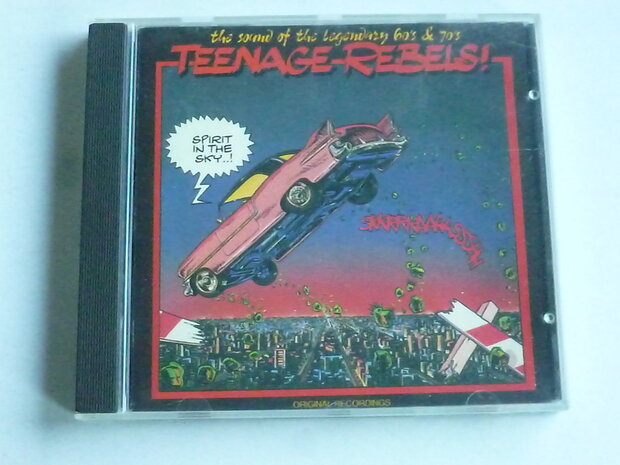 the sound of the legendary 60's & 70's
TEENAGE-REBELS!
SPIRIT
IN THE
SKY..!
ORIGINAL RECORDINGS